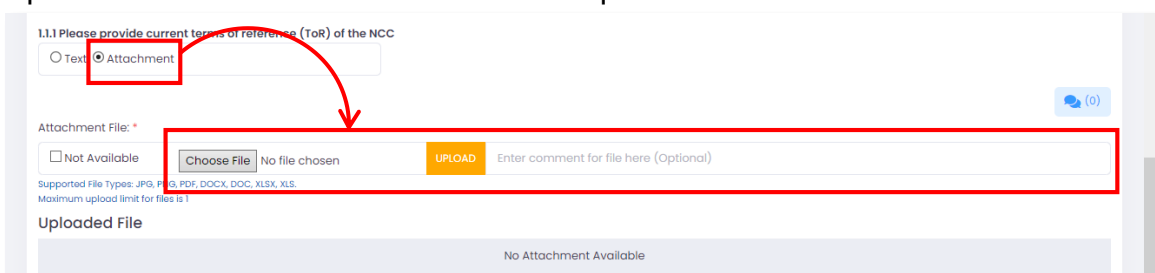 1.1.1 Please provide current terms of reference (ToR) of the NCC
Text Attachment
(0)
Attachment File: *
Not Available Choose File No file chosen UPLOAD Enter comment for file here (Optional)
Supported File Types: JPG, PNG, PDF, DOCX, DOC, XLSX, XLS.
Maximum upload limit for files is 1
Uploaded File
No Attachment Available